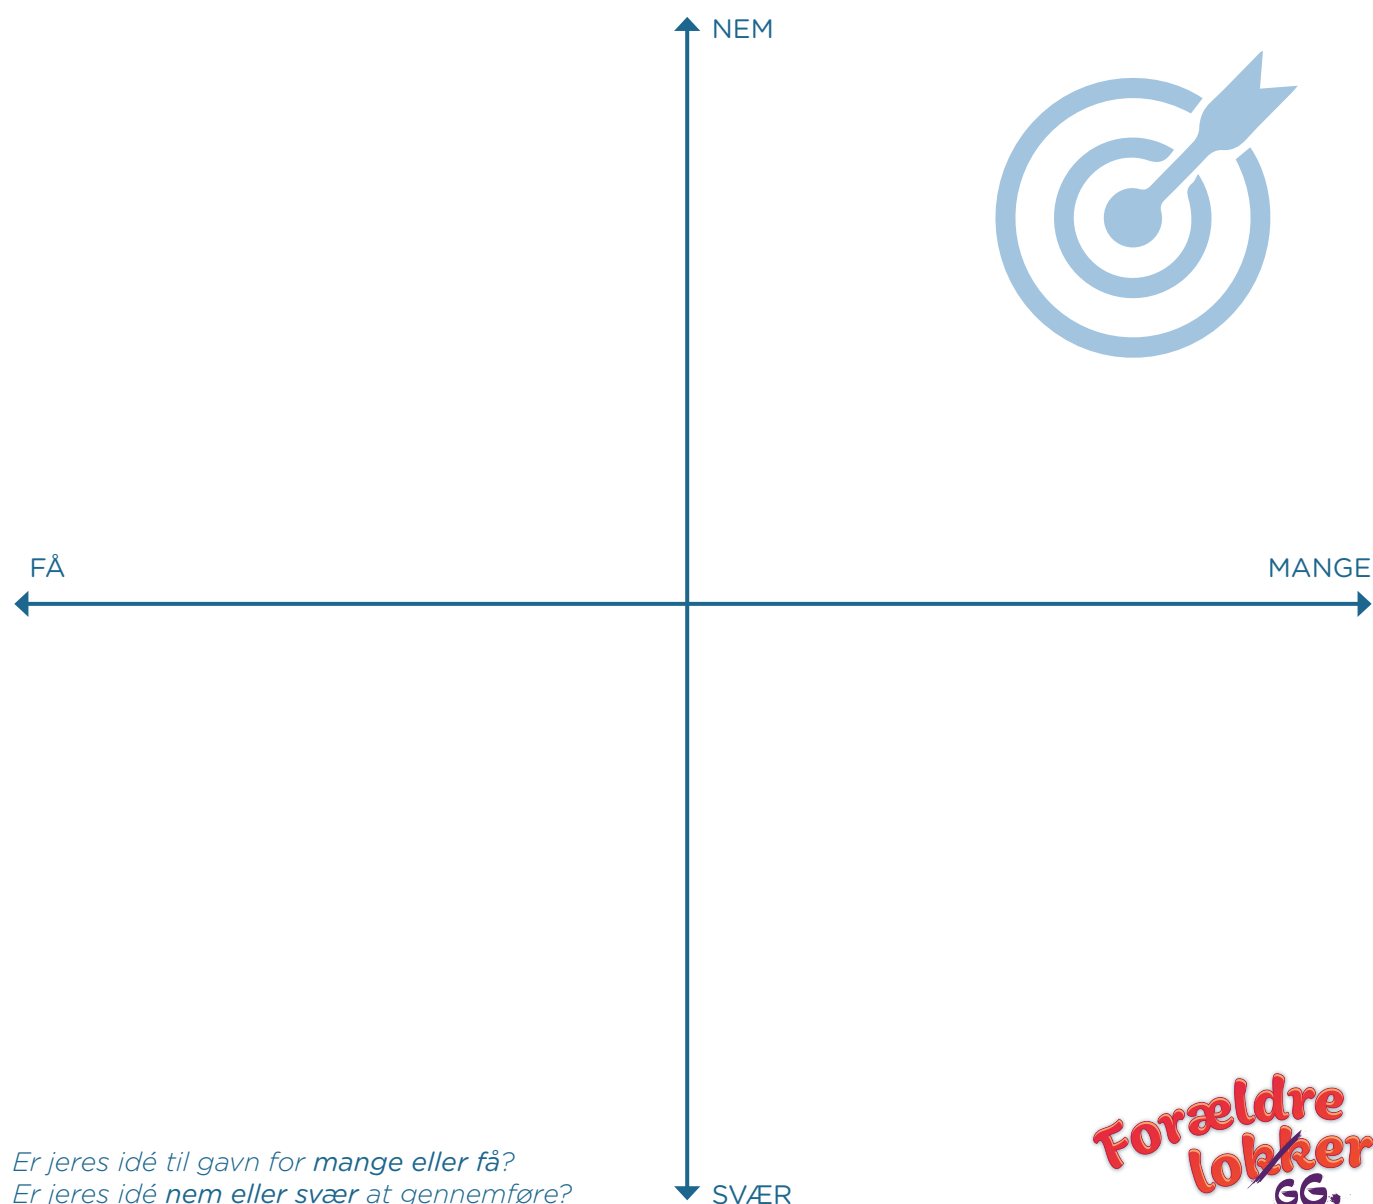 NEM
FÅ
MANGE
Er jeres idé til gavn for mange eller få?
Er jeres idé nem eller svær at gennemføre?
SVÆR
Forældre
lokker
GG.